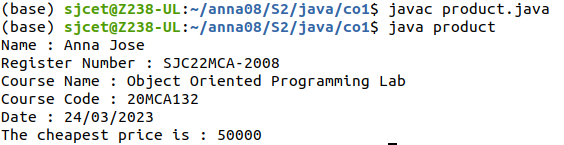 (base) sjcet@Z238-UL:~/anna08/S2/java/co1$ javac product.java
(base) sjcet@Z238-UL:~/anna08/S2/java/co1$ java product
Name : Anna Jose
Register Number : SJC22MCA-2008
Course Name : Object Oriented Programming Lab
Course Code : 20MCA132
Date : 24/03/2023
The cheapest price is : 50000